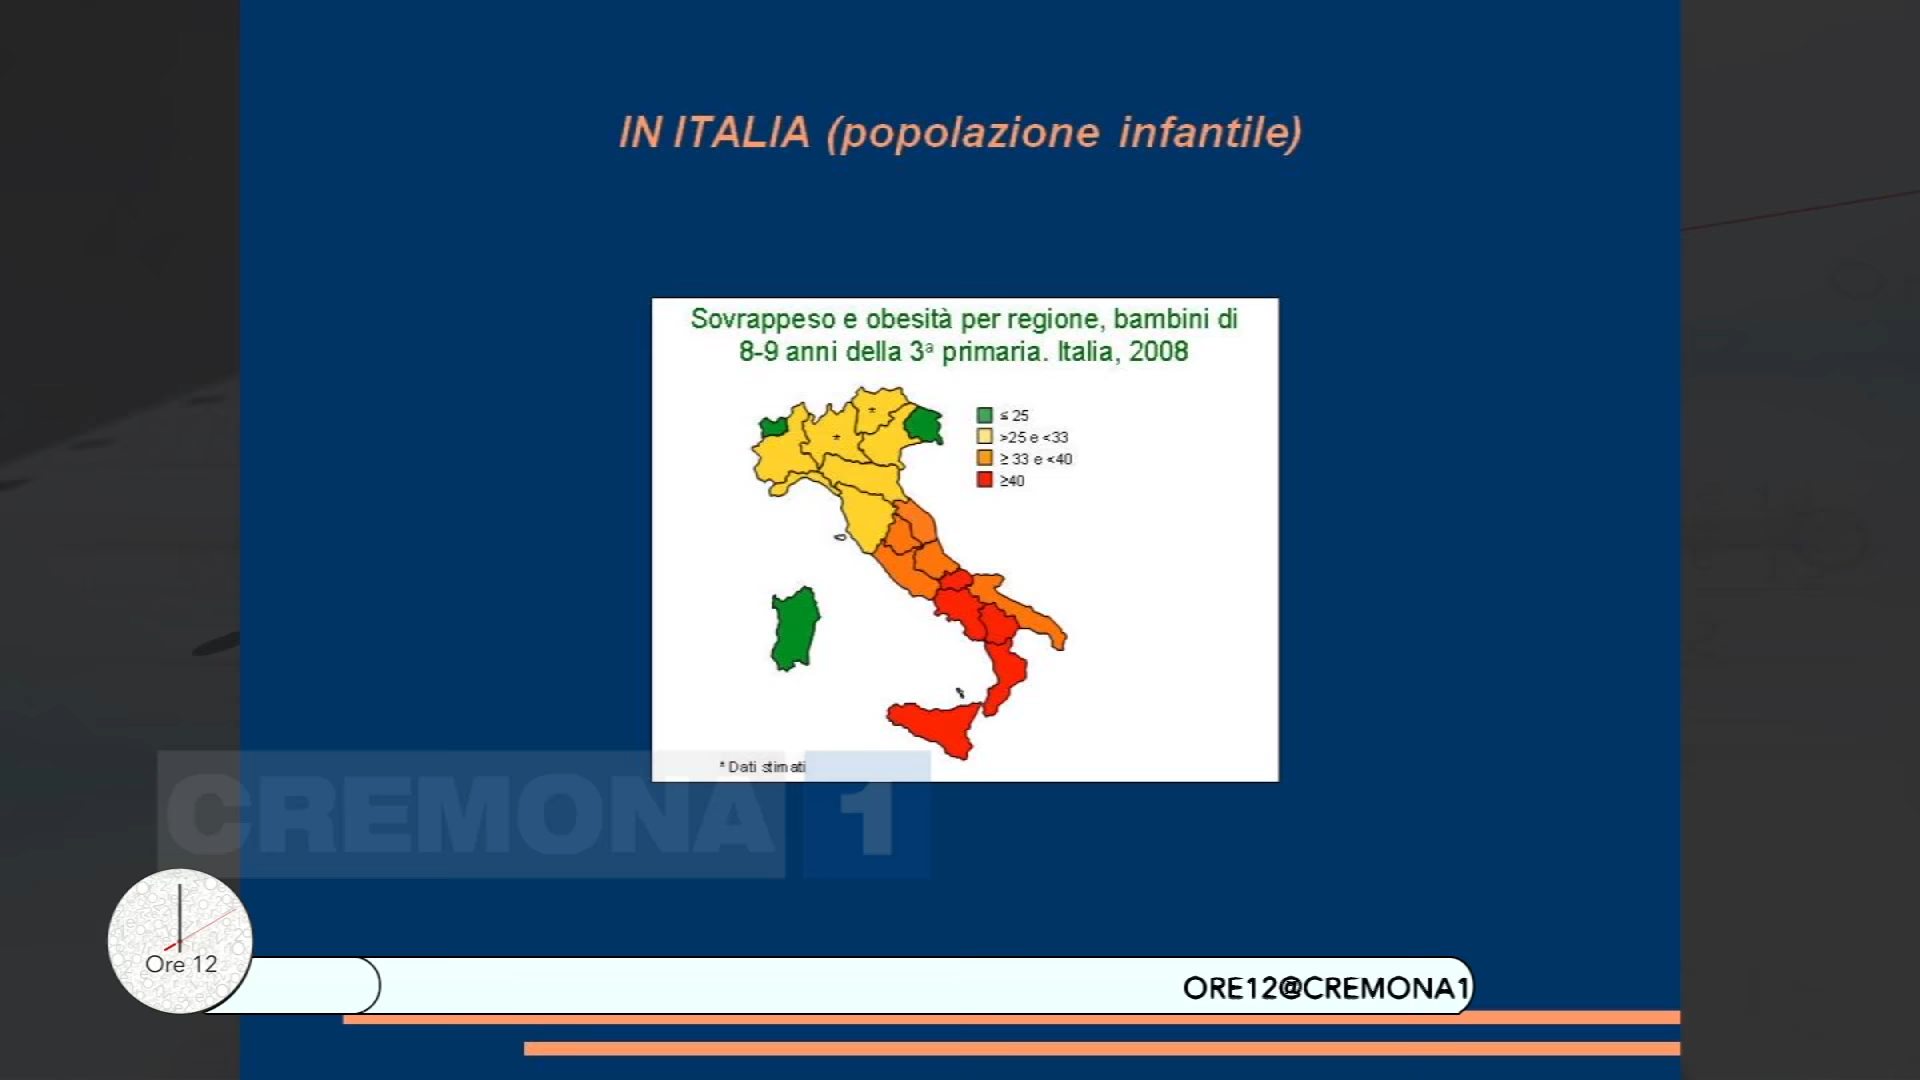 IN ITALIA (popolazione infantile)
Sovrappeso e obesità per regione, bambini di
8-9 anni della 3ª primaria. Italia, 2008
≤ 25
>25 e <33
≥ 33 e <40
≥40
*
*
* Dati stimati
CREMONA 1
Ore 12
ORE12@CREMONA1